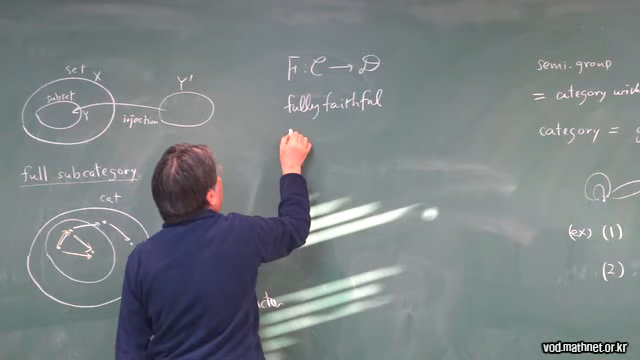 set
X
subset
Y
Y'
injection
full subcategory
cat
F : C → D
fully faithful
semi-group
= category with
category =
(ex) (1)
(2)
vod.mathnet.or.kr